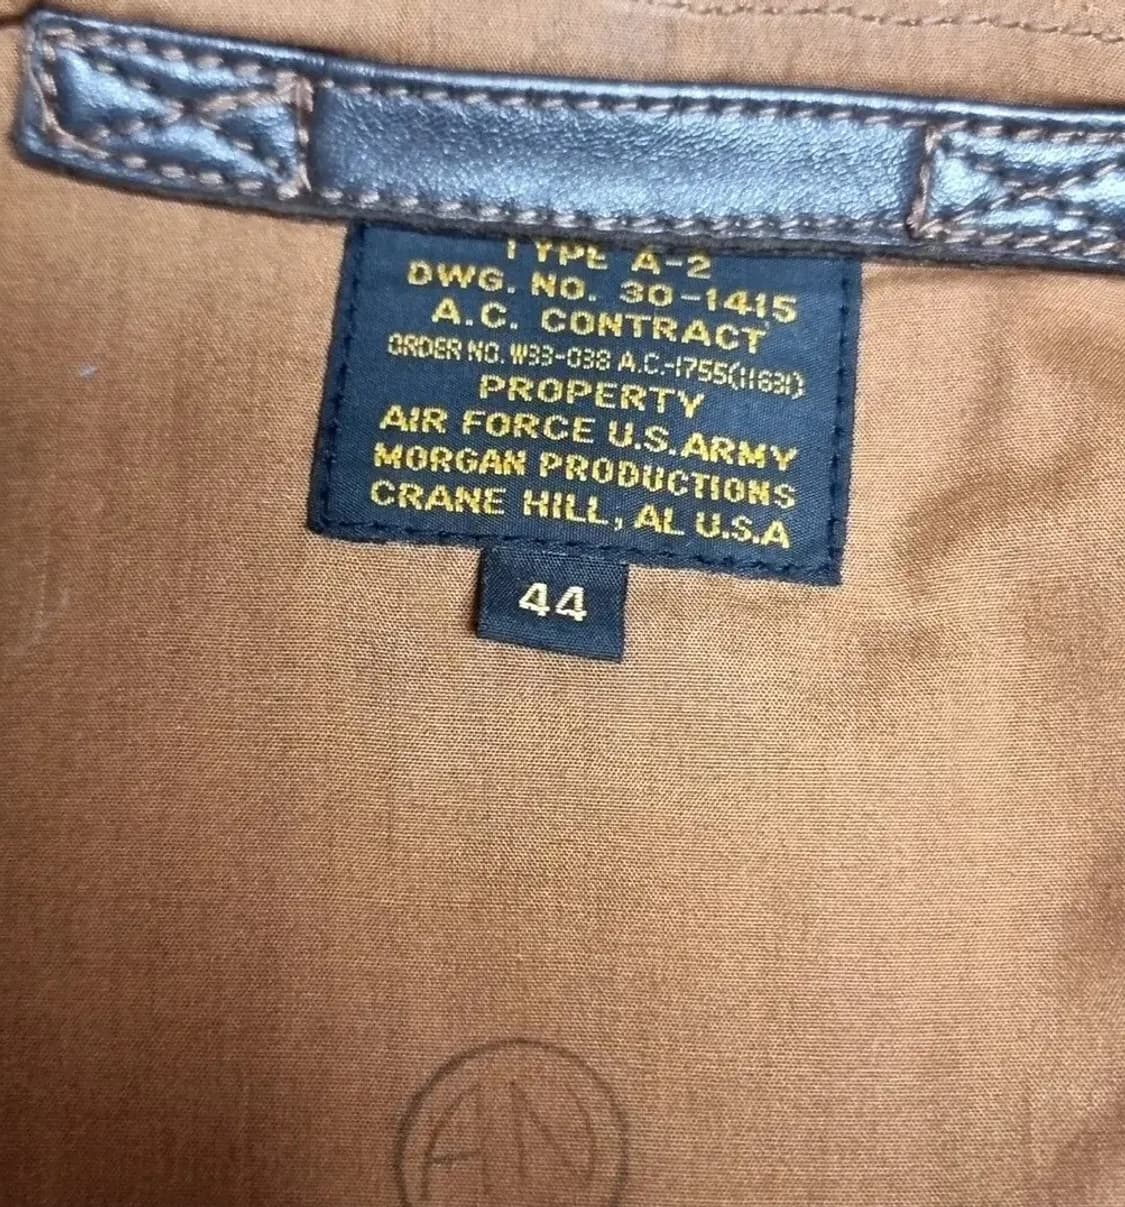 TYPE A-2
DWG. NO. 30-1415
A.C. CONTRACT
ORDER NO. W33-038 A.C.-1755(11631)
PROPERTY
AIR FORCE U.S. ARMY
MORGAN PRODUCTIONS
CRANE HILL, AL U.S.A
44
AN